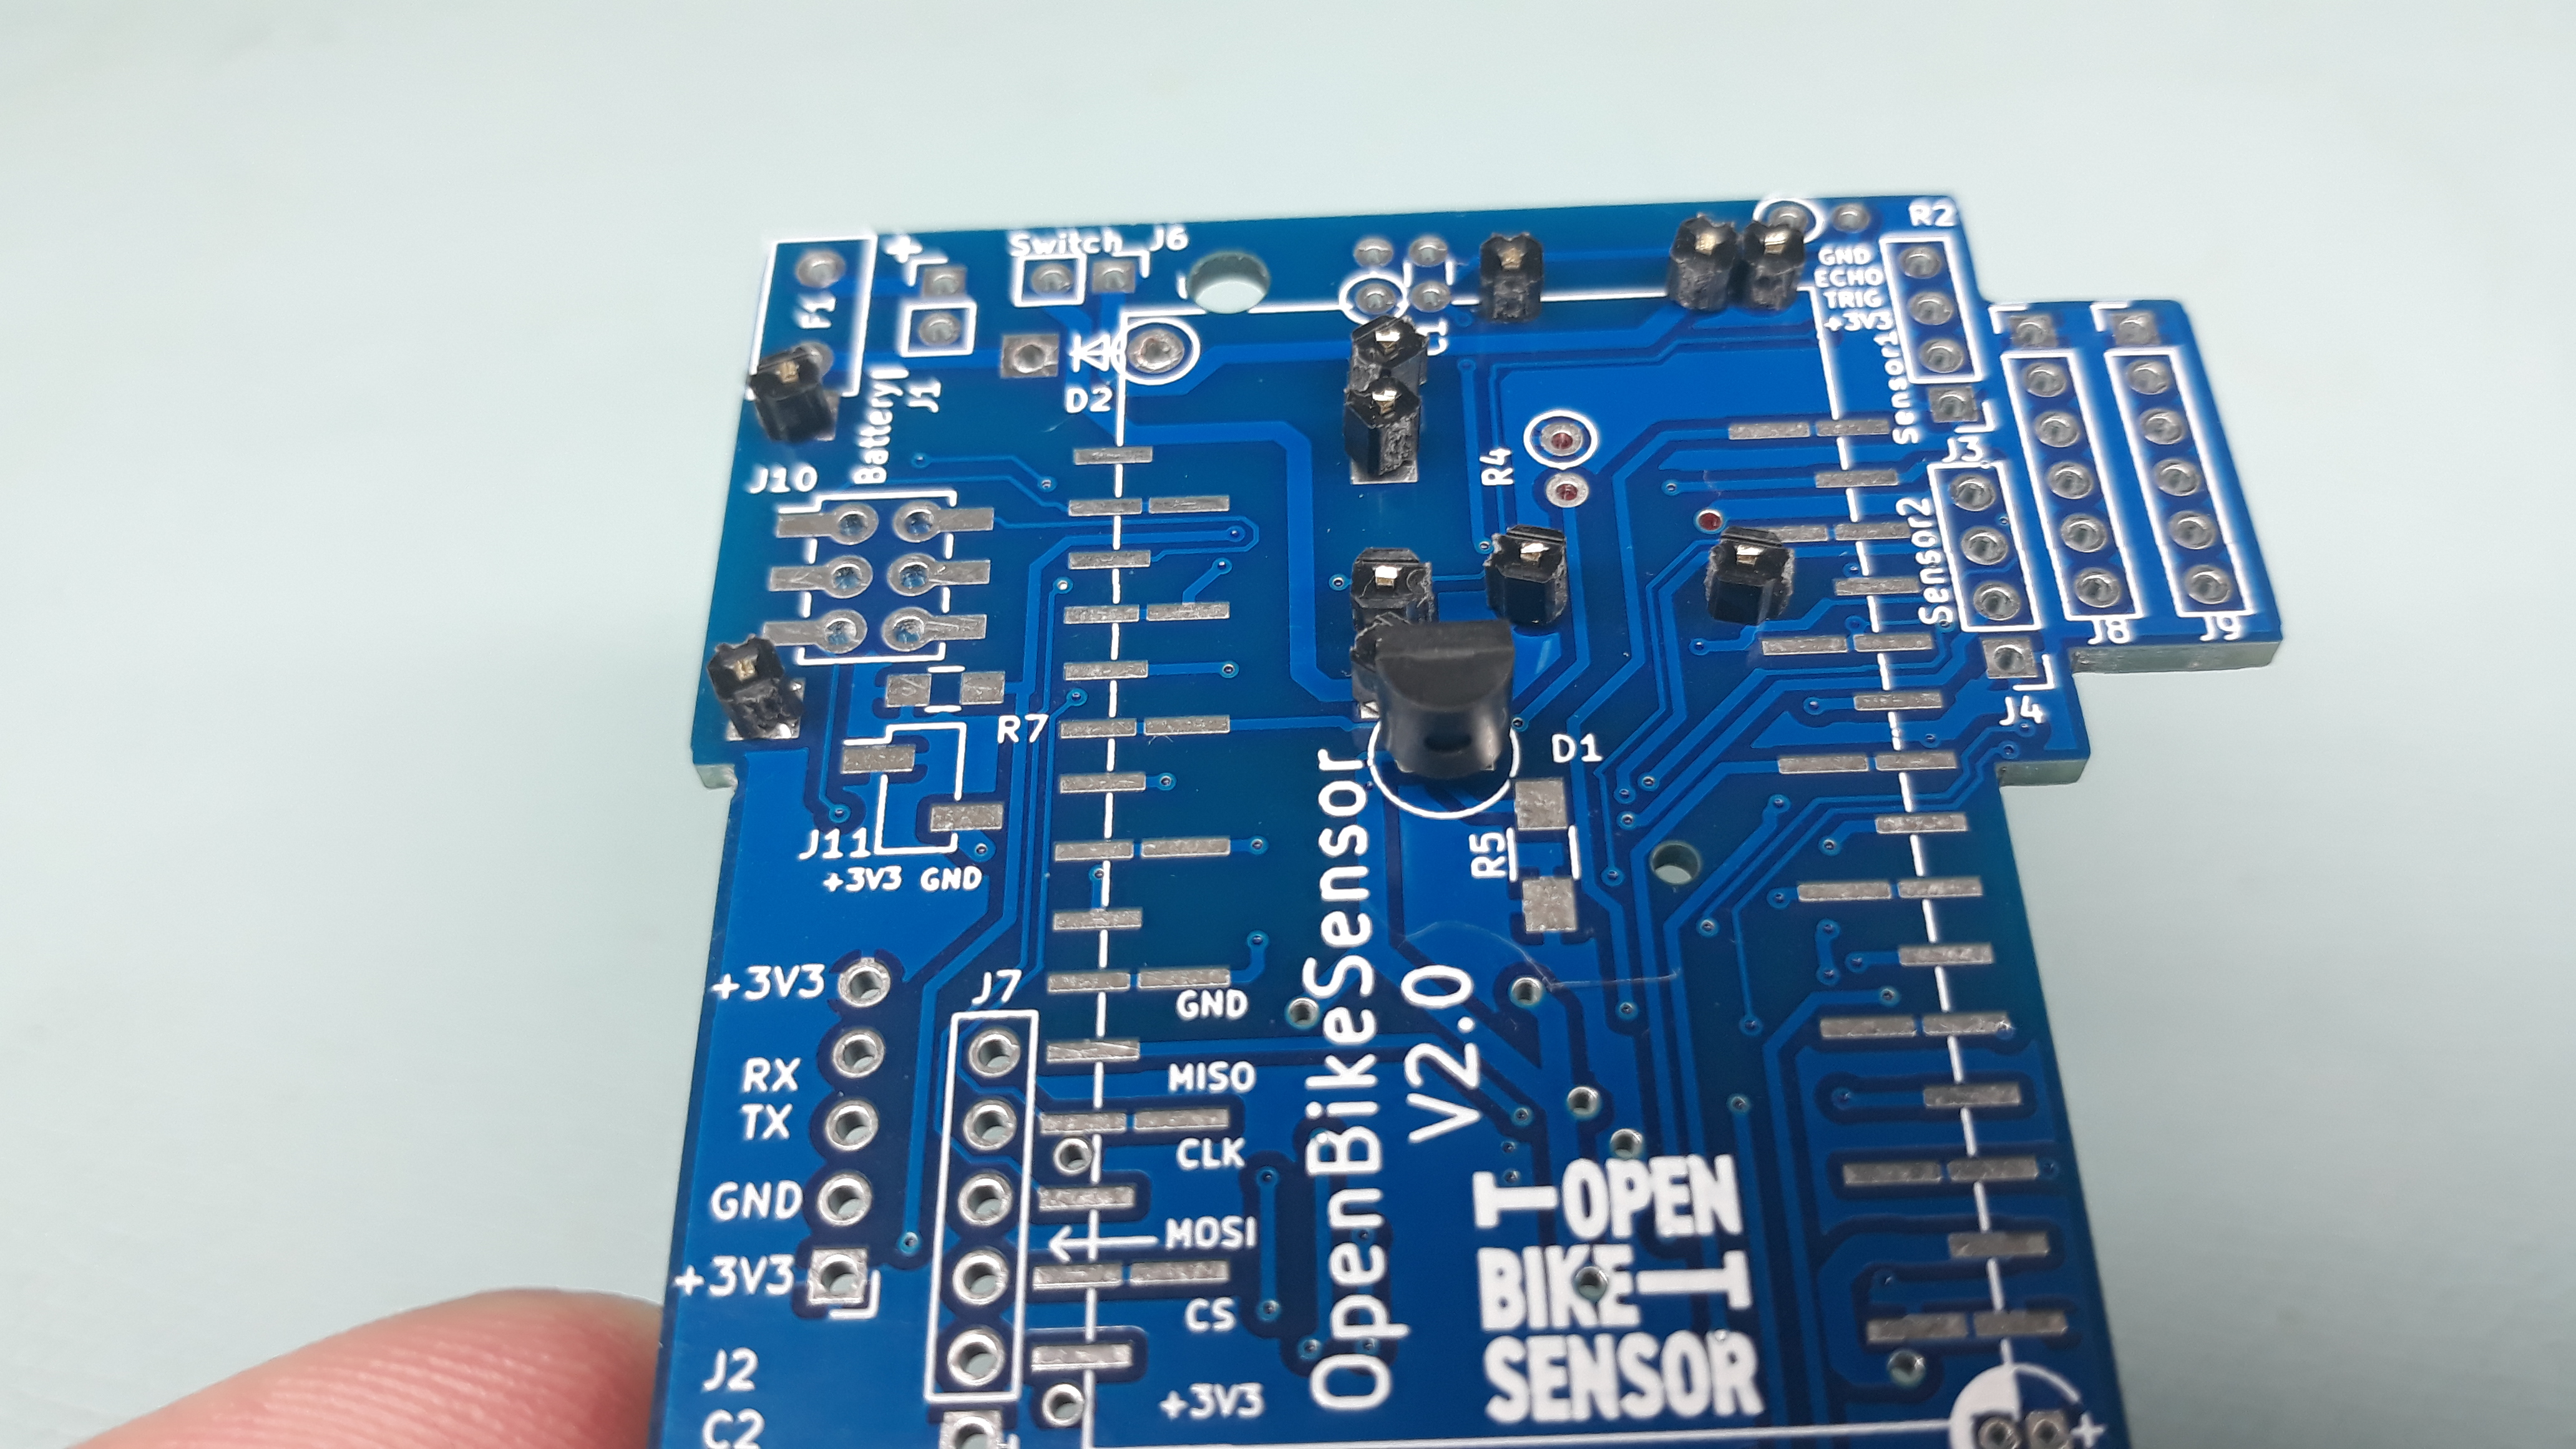 +
Switch J6
R2
GND
ECHO
TRIG
+3V3
F1
Sensor1
J1
Battery
D2
J3
R4
J10
Sensor2
J8
J9
J4
R7
D1
J11
+3V3 GND
R5
+3V3
J7
GND
OpenBikeSensor
V2.0
RX
MISO
TX
CLK
GND
MOSI
+3V3
CS
OPEN
BIKE
SENSOR
J2
+3V3
C2
+